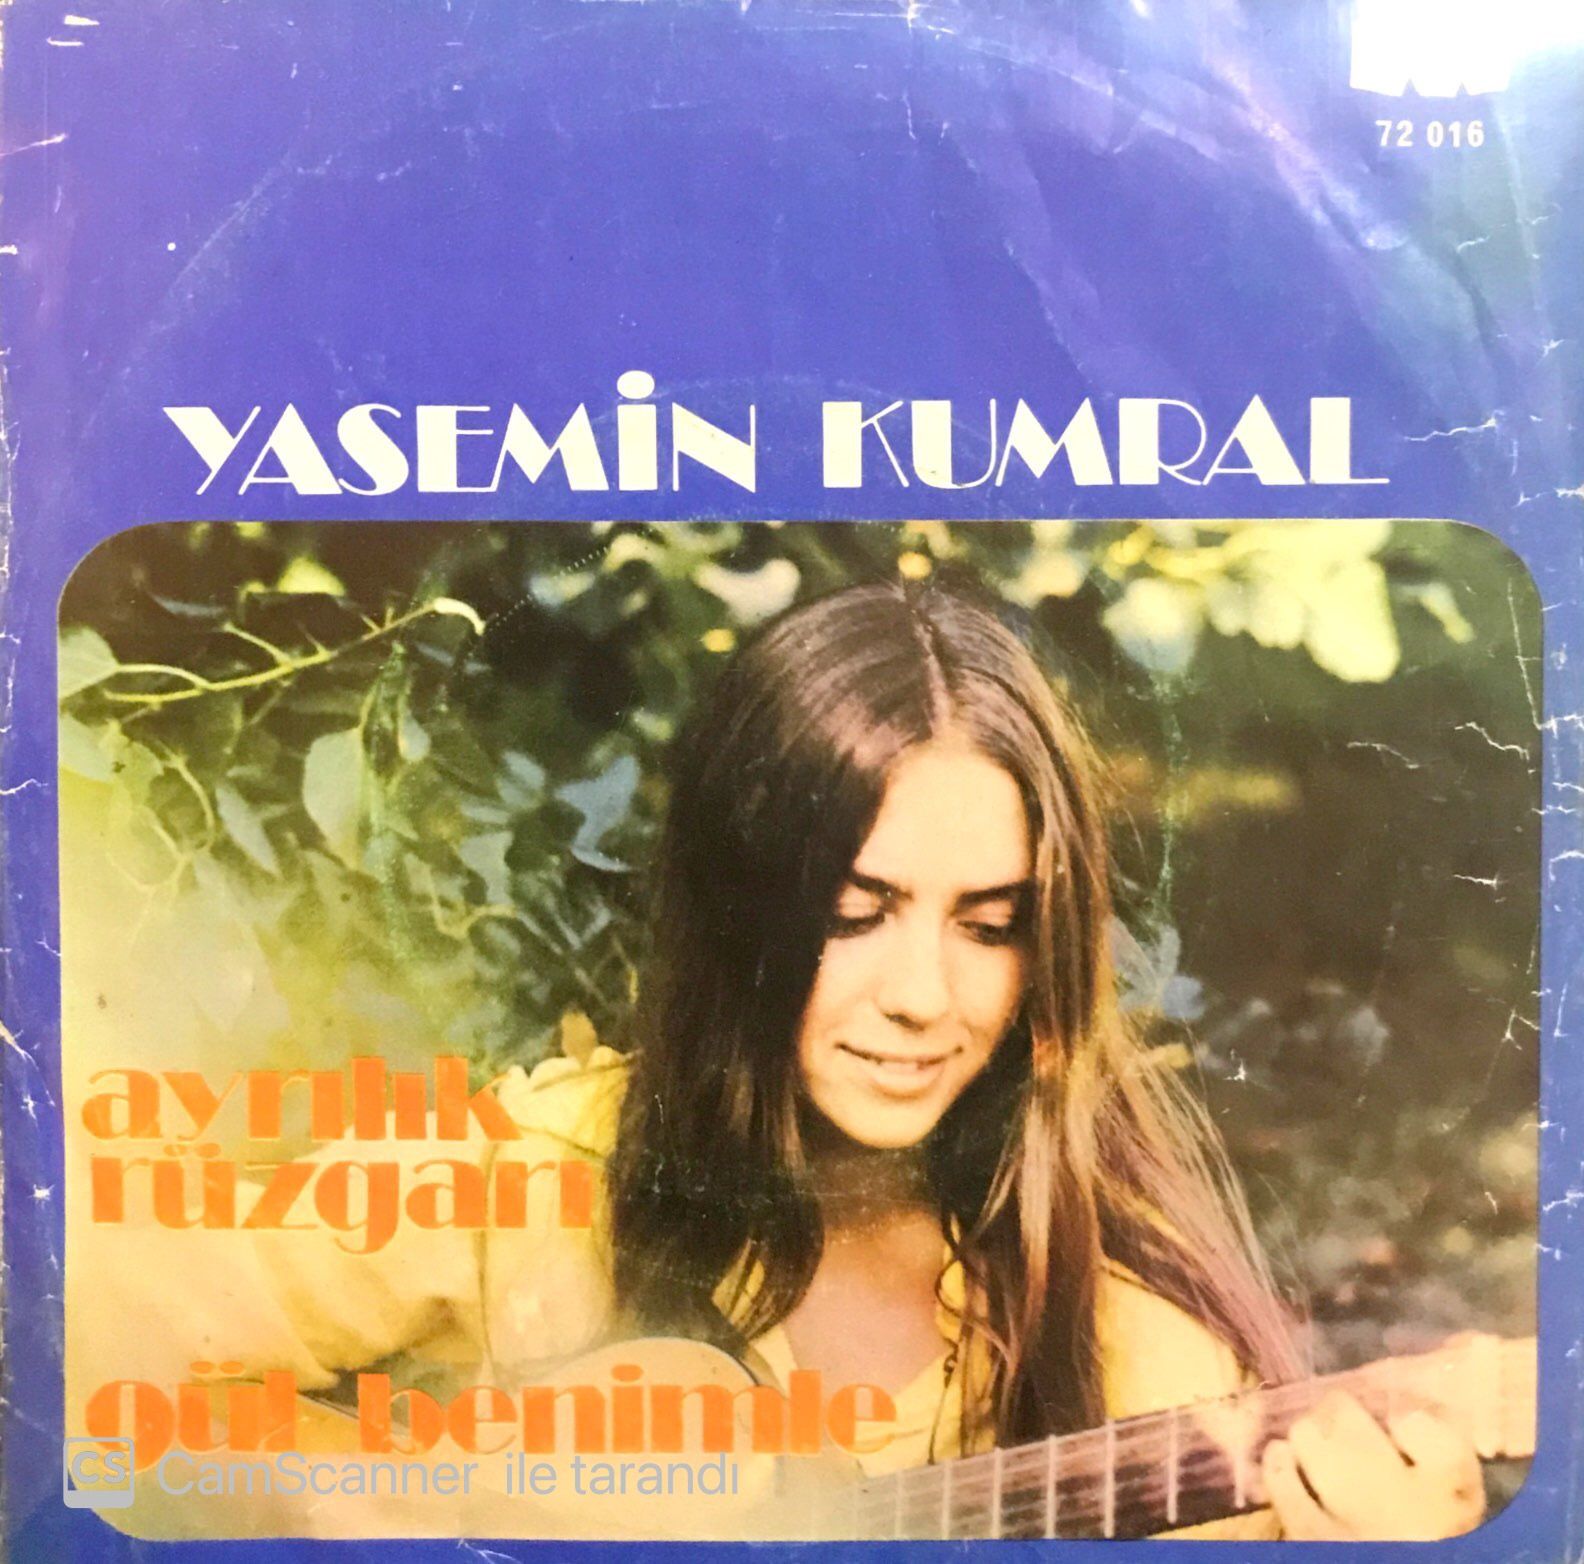 72 016
YASEMİN KUMRAL
ayrılık
rüzgarı
gül benimle
CS CamScanner ile tarandı